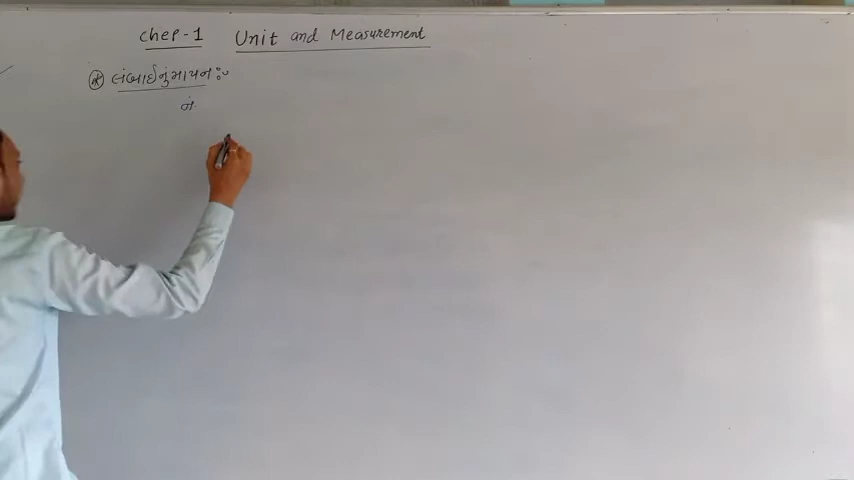 Chep-1 Unit and Measurement
* લંબાઈનું માપન :-
નં.